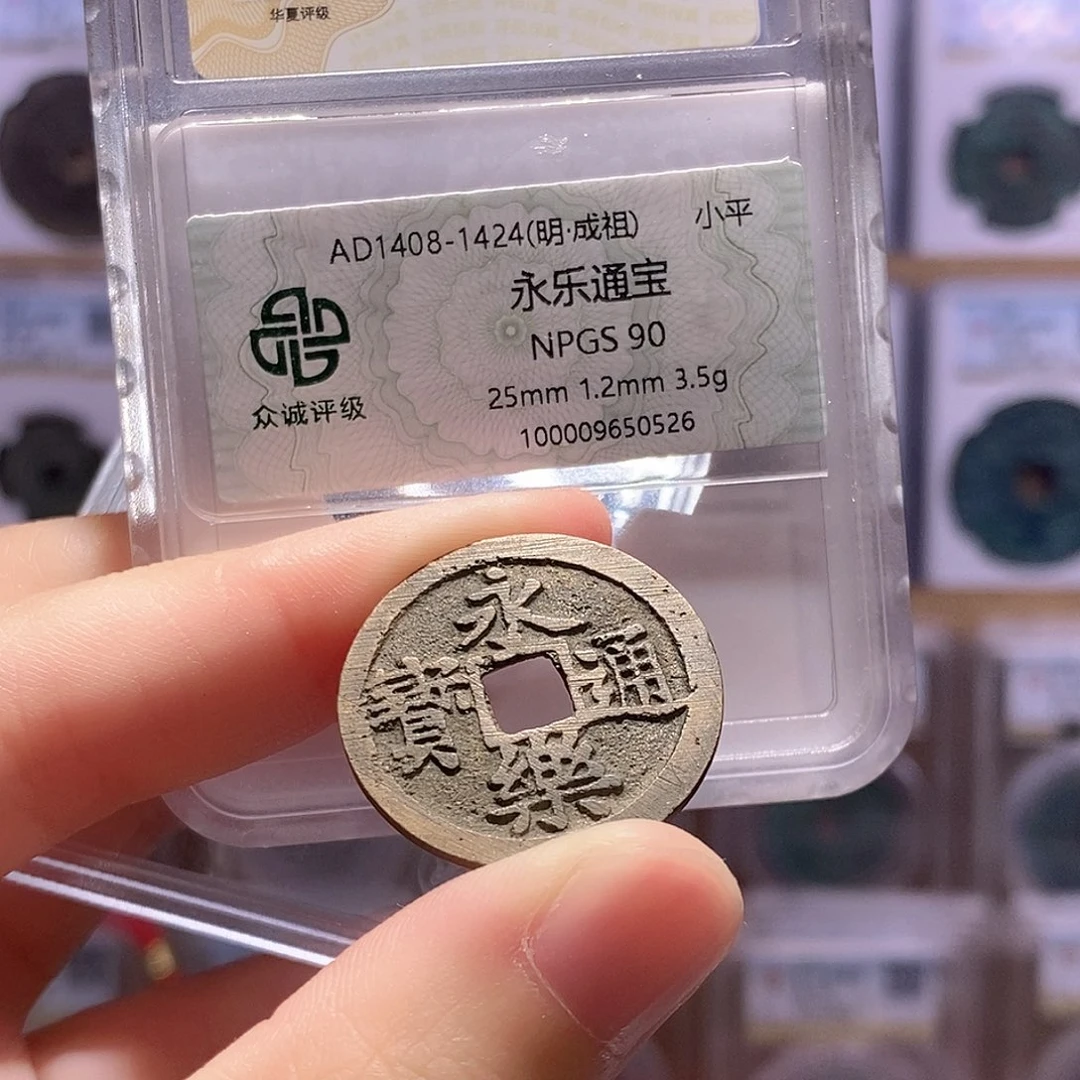 华夏评级
AD1408-1424(明·成祖) 小平
永乐通宝
NPGS 90
25mm 1.2mm 3.5g
100009650526
众诚评级
永樂通寶